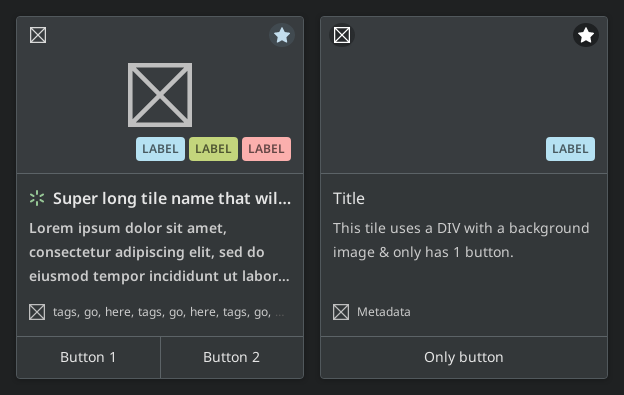 LABEL LABEL LABEL
Super long tile name that wil...
Lorem ipsum dolor sit amet,
consectetur adipiscing elit, sed do
eiusmod tempor incididunt ut labor...
tags, go, here, tags, go, here, tags, go, ...
Button 1
Button 2
LABEL
Title
This tile uses a DIV with a background
image & only has 1 button.
Metadata
Only button